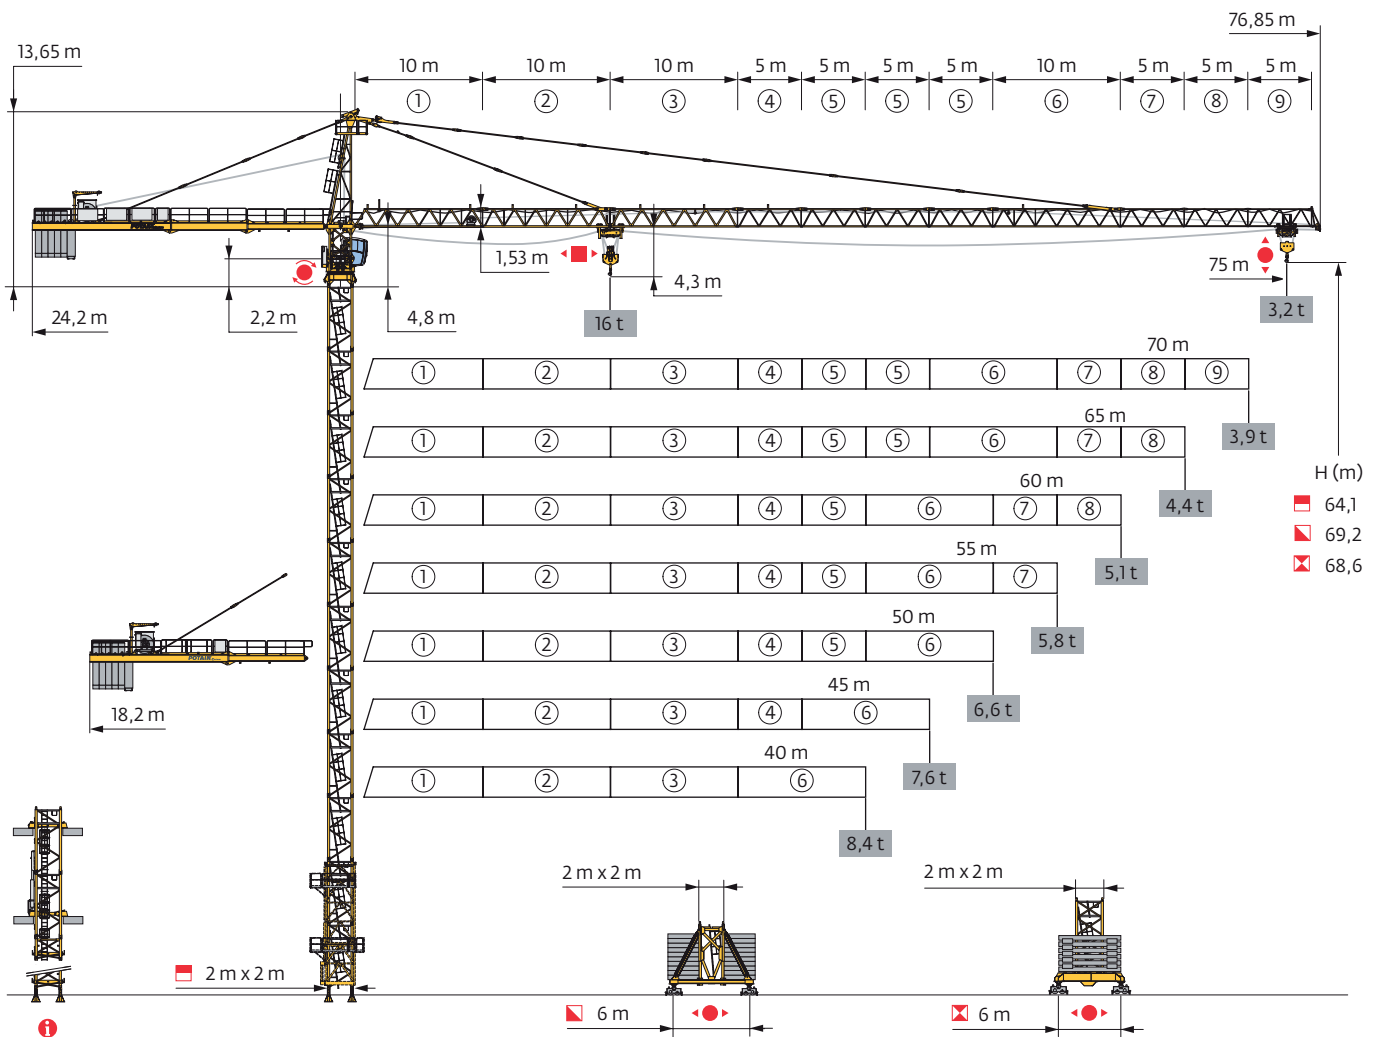 76,85 m
13,65 m
10 m 10 m 10 m 5 m 5 m 5 m 5 m 10 m 5 m 5 m 5 m
① ② ③ ④ ⑤ ⑤ ⑤ ⑥ ⑦ ⑧ ⑨
POTAIN
1,53 m
4,3 m
75 m
24,2 m
2,2 m
4,8 m
16 t
3,2 t
70 m
① ② ③ ④ ⑤ ⑤ ⑥ ⑦ ⑧ ⑨
3,9 t
65 m
① ② ③ ④ ⑤ ⑤ ⑥ ⑦ ⑧
4,4 t
60 m
① ② ③ ④ ⑤ ⑥ ⑦ ⑧
5,1 t
55 m
① ② ③ ④ ⑤ ⑥ ⑦
5,8 t
50 m
① ② ③ ④ ⑤ ⑥
6,6 t
45 m
① ② ③ ④ ⑥
7,6 t
40 m
① ② ③ ⑥
8,4 t
H (m)
64,1
69,2
68,6
POTAIN
18,2 m
2 m x 2 m
2 m x 2 m
2 m x 2 m
6 m
6 m
i